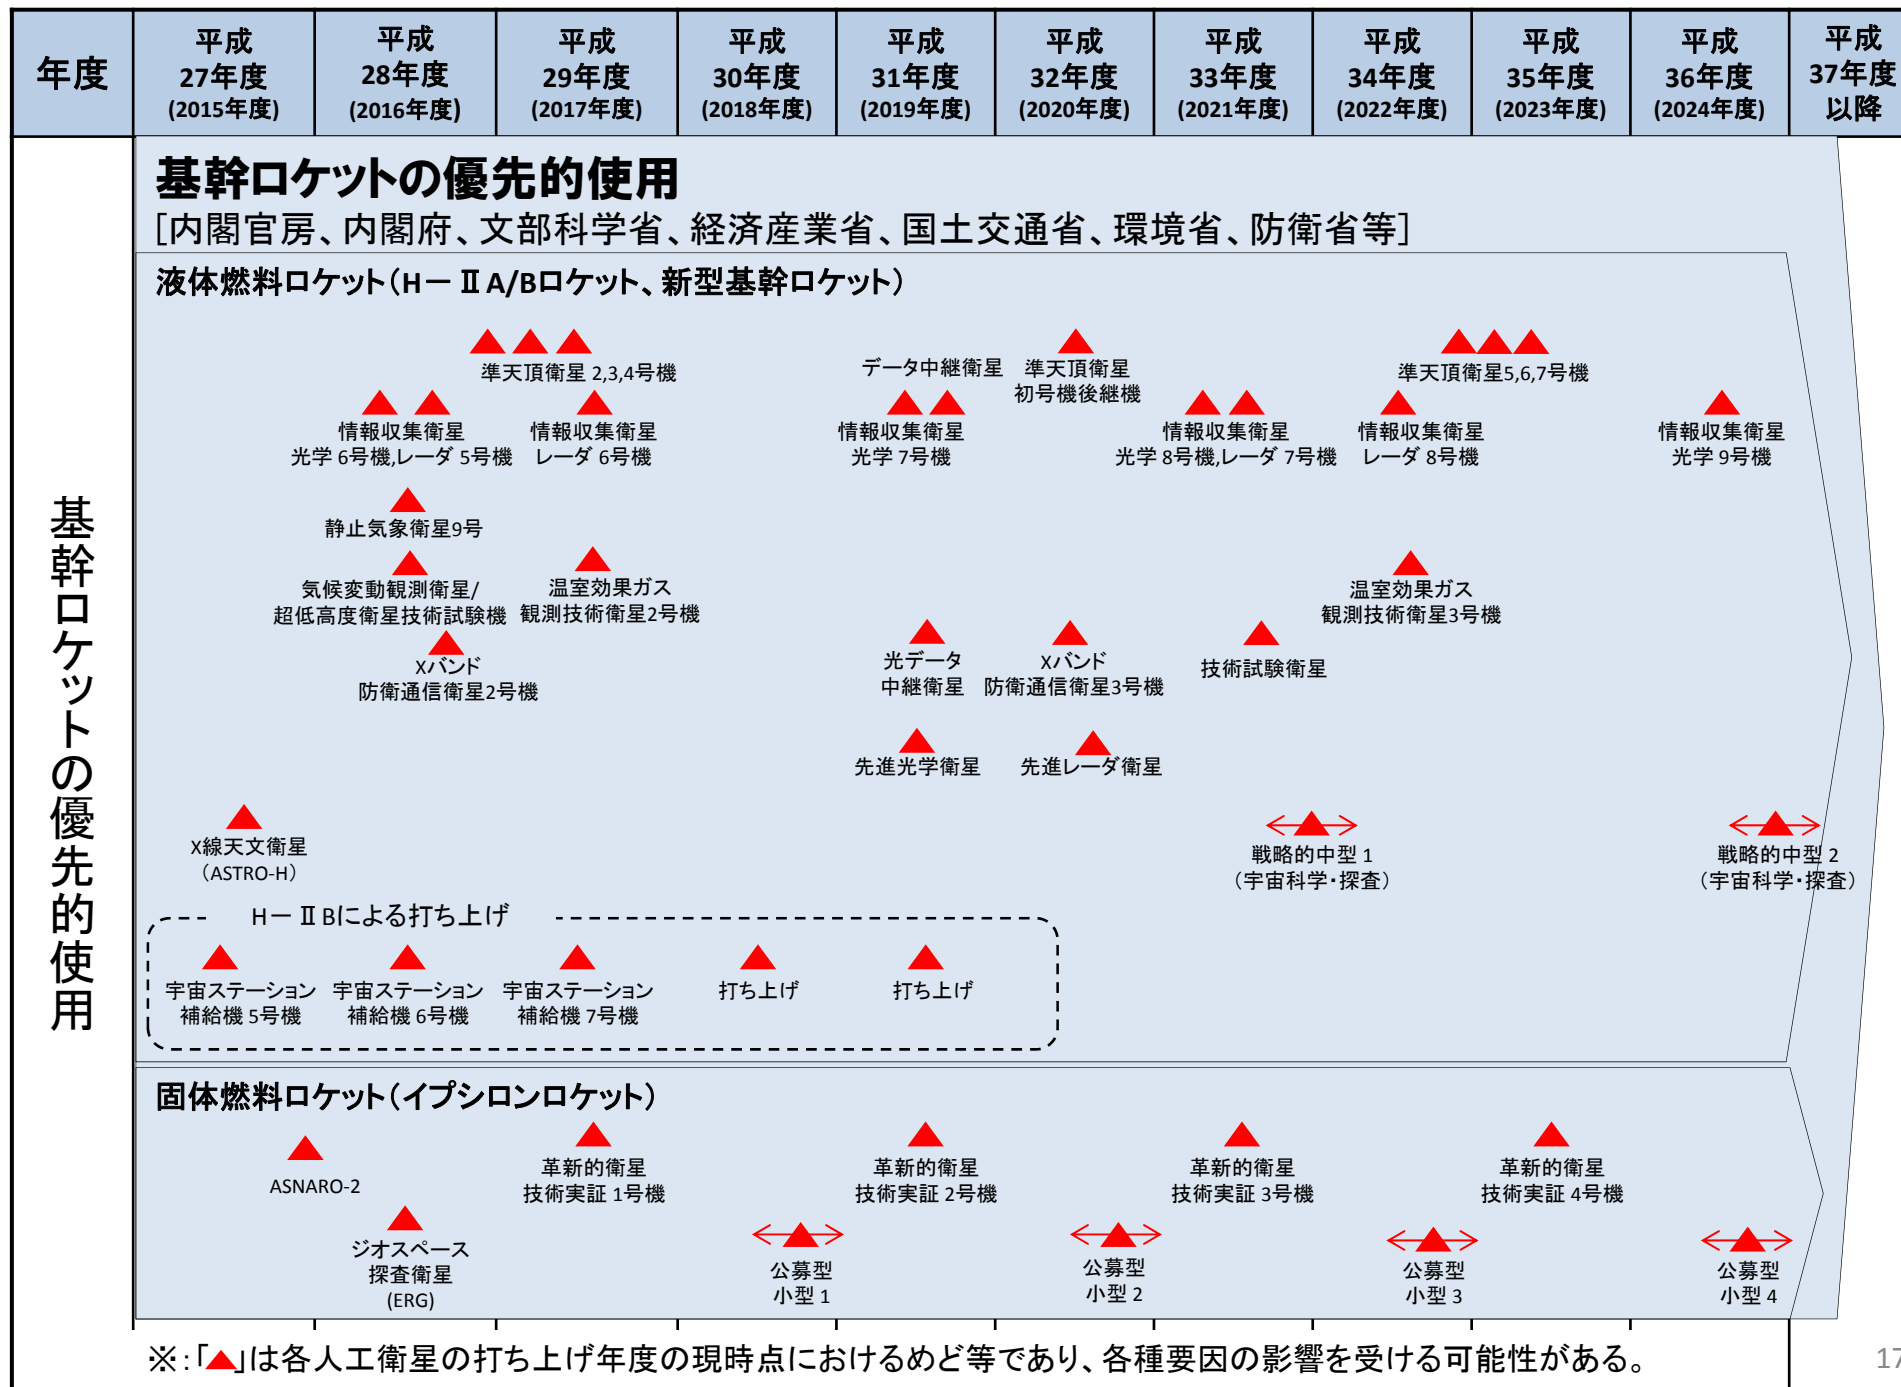 年度
平成
27年度
(2015年度)
平成
28年度
(2016年度)
平成
29年度
(2017年度)
平成
30年度
(2018年度)
平成
31年度
(2019年度)
平成
32年度
(2020年度)
平成
33年度
(2021年度)
平成
34年度
(2022年度)
平成
35年度
(2023年度)
平成
36年度
(2024年度)
平成
37年度
以降
基幹ロケットの優先的使用
基幹ロケットの優先的使用
[内閣官房、内閣府、文部科学省、経済産業省、国土交通省、環境省、防衛省等]
液体燃料ロケット(H-ⅡA/Bロケット、新型基幹ロケット)
準天頂衛星 2,3,4号機
データ中継衛星
準天頂衛星
初号機後継機
準天頂衛星5,6,7号機
情報収集衛星
光学 6号機,レーダ 5号機
情報収集衛星
レーダ 6号機
情報収集衛星
光学 7号機
情報収集衛星
光学 8号機,レーダ 7号機
情報収集衛星
レーダ 8号機
情報収集衛星
光学 9号機
静止気象衛星9号
気候変動観測衛星/
超低高度衛星技術試験機
温室効果ガス
観測技術衛星2号機
温室効果ガス
観測技術衛星3号機
Xバンド
防衛通信衛星2号機
光データ
中継衛星
Xバンド
防衛通信衛星3号機
技術試験衛星
先進光学衛星
先進レーダ衛星
X線天文衛星
(ASTRO-H)
戦略的中型 1
(宇宙科学・探査)
戦略的中型 2
(宇宙科学・探査)
H-ⅡBによる打ち上げ
宇宙ステーション
補給機 5号機
宇宙ステーション
補給機 6号機
宇宙ステーション
補給機 7号機
打ち上げ
打ち上げ
固体燃料ロケット(イプシロンロケット)
ASNARO-2
革新的衛星
技術実証 1号機
革新的衛星
技術実証 2号機
革新的衛星
技術実証 3号機
革新的衛星
技術実証 4号機
ジオスペース
探査衛星
(ERG)
公募型
小型 1
公募型
小型 2
公募型
小型 3
公募型
小型 4
※:「▲」は各人工衛星の打ち上げ年度の現時点におけるめど等であり、各種要因の影響を受ける可能性がある。
17